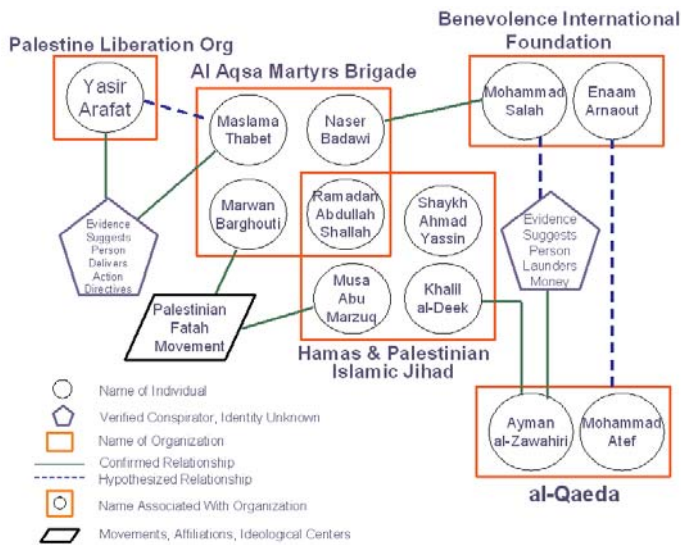 Benevolence International
Foundation
Palestine Liberation Org
Al Aqsa Martyrs Brigade
Yasir
Arafat
Maslama
Thabet
Naser
Badawi
Mohammad
Salah
Enaam
Arnaout
Marwan
Barghouti
Ramadan
Abdullah
Shallah
Shaykh
Ahmad
Yassin
Evidence
Suggests
Person
Delivers
Action
Directives
Evidence
Suggests
Person
Launders
Money
Palestinian
Fatah
Movement
Musa
Abu
Marzuq
Khalil
al-Deek
Hamas & Palestinian
Islamic Jihad
Ayman
al-Zawahiri
Mohammad
Atef
al-Qaeda
Name of Individual
Verified Conspirator, Identity Unknown
Name of Organization
Confirmed Relationship
Hypothesized Relationship
Name Associated With Organization
Movements, Affiliations, Ideological Centers